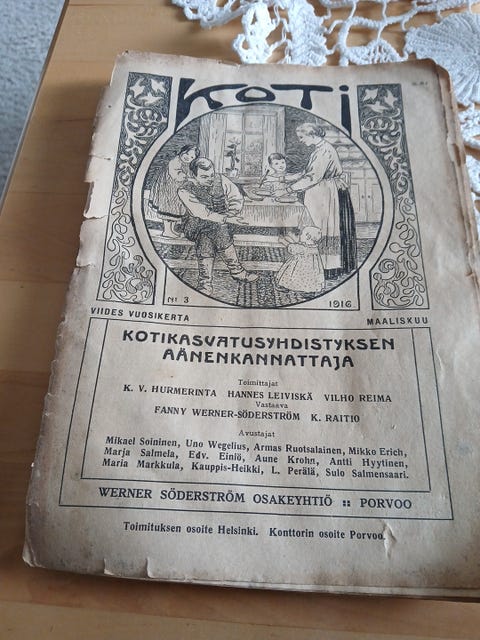 KOTI
No 3
1916
VIIDES VUOSIKERTA
MAALISKUU
KOTIKASVATUSYHDISTYKSEN
ÄÄNENKANNATTAJA
Toimittajat
K. V. HURMERINTA HANNES LEIVISKÄ VILHO REIMA
Vastaava
FANNY WERNER-SÖDERSTRÖM K. RAITIO
Avustajat
Mikael Soininen, Uno Wegelius, Armas Ruotsalainen, Mikko Erich,
Marja Salmela, Edv. Einiö, Aune Krohn, Antti Hyytinen,
Maria Markkula, Kauppis-Heikki, L. Perälä, Sulo Salmensaari.
WERNER SÖDERSTRÖM OSAKEYHTIÖ :: PORVOO
Toimituksen osoite Helsinki. Konttorin osoite Porvoo.